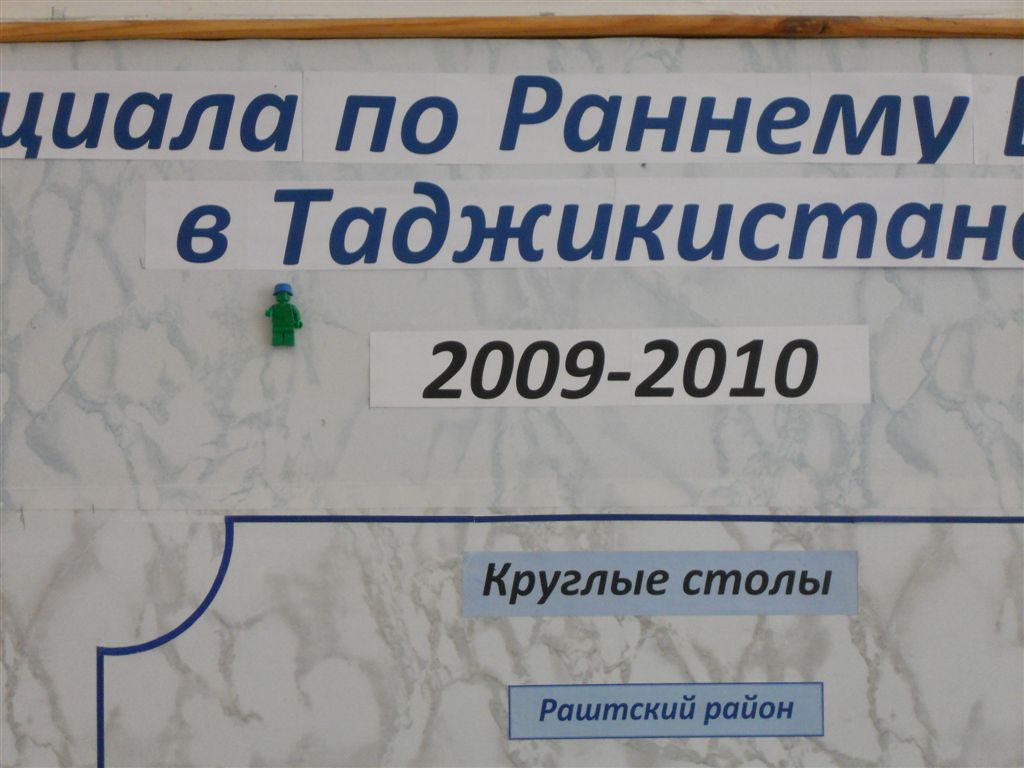 циала по Раннему
в Таджикистане
2009-2010
Круглые столы
Раштский район